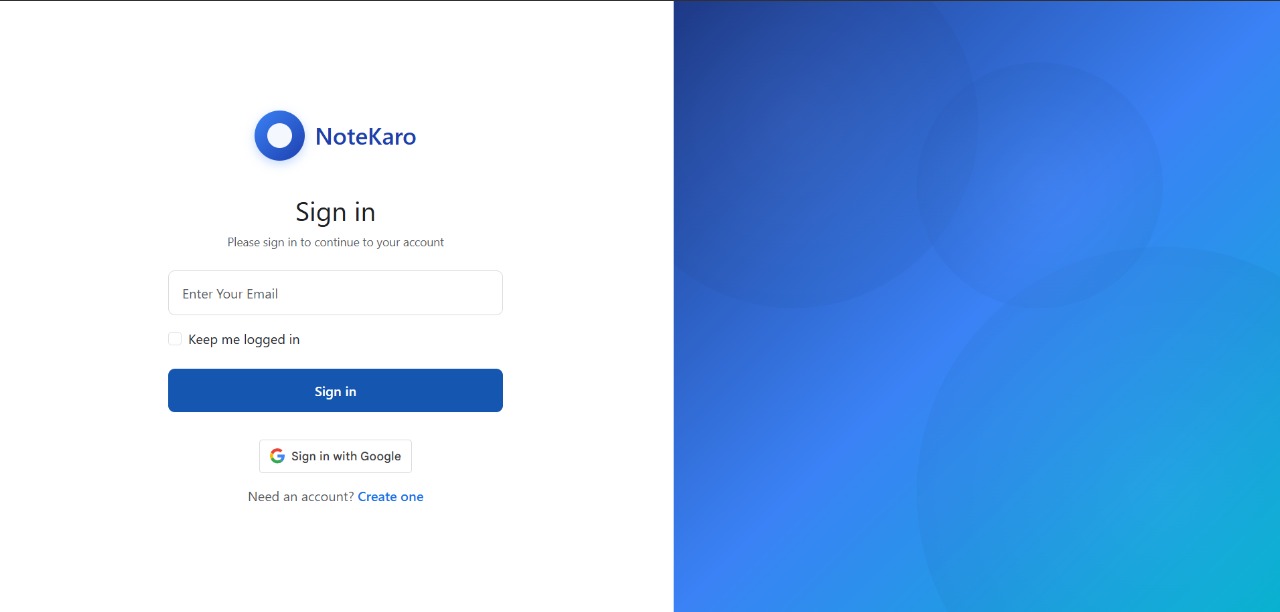 NoteKaro
Sign in
Please sign in to continue to your account
Enter Your Email
Keep me logged in
Sign in
Sign in with Google
Need an account? Create one